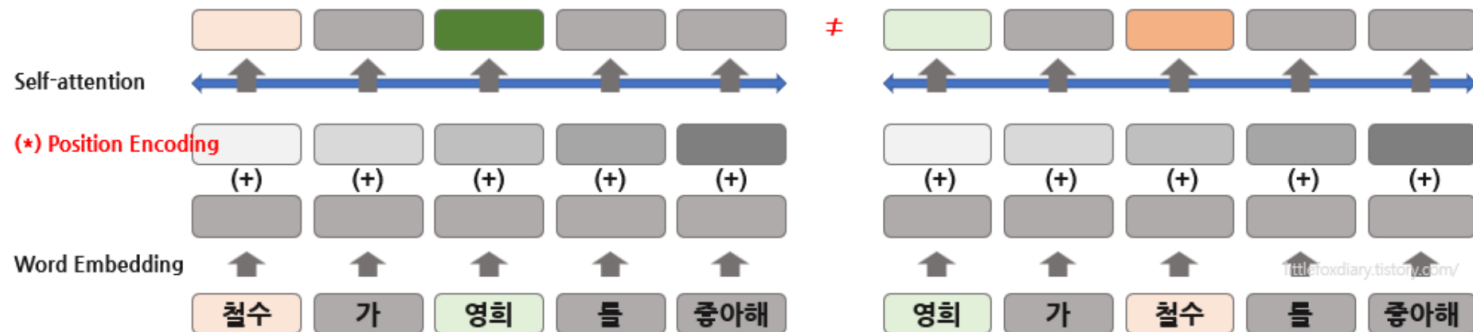 ≠
Self-attention
(*) Position Encoding
(+) (+) (+) (+) (+) (+) (+) (+) (+) (+)
Word Embedding
littlefoxdiary.tistory.com/
철수 가 영희 를 좋아해 영희 가 철수 를 좋아해